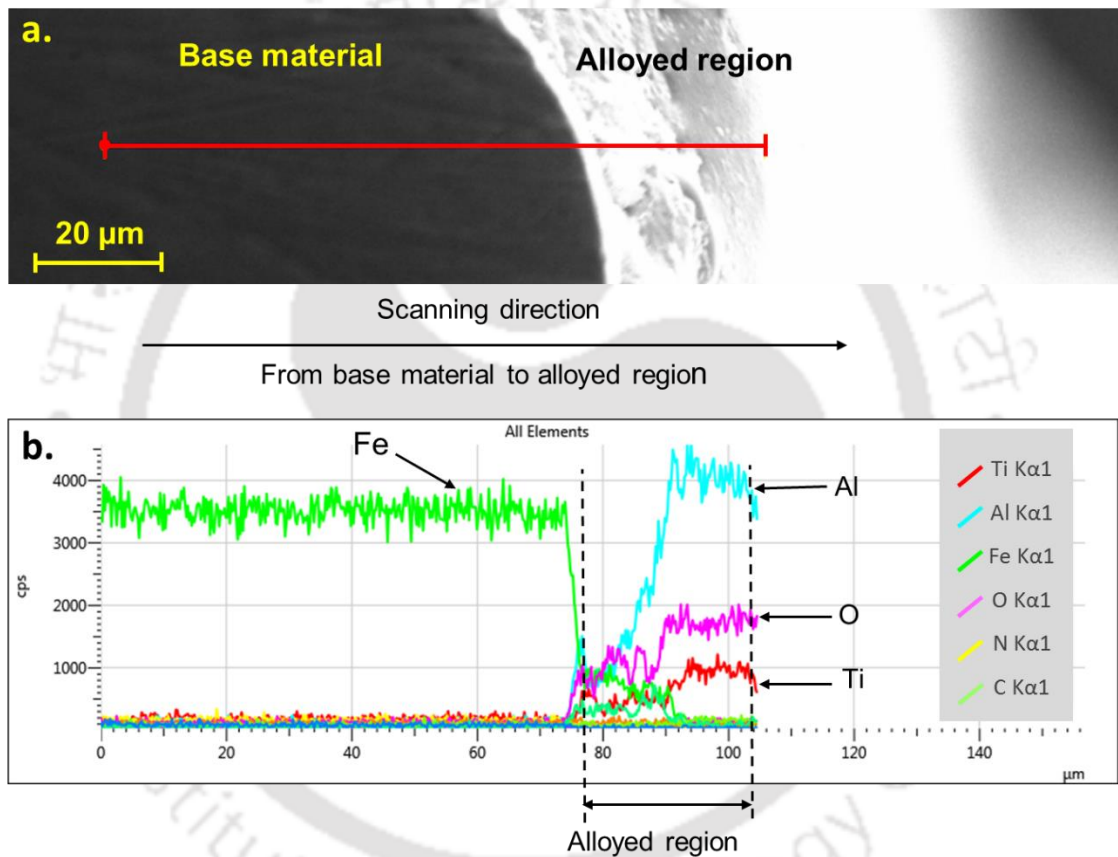 a.
Base material
Alloyed region
20 µm
Scanning direction
From base material to alloyed region
b.
All Elements
Fe
Al
O
Ti
cps
4000
3000
2000
1000
0 20 40 60 80 100 120 140
µm
Ti Kα1
Al Kα1
Fe Kα1
O Kα1
N Kα1
C Kα1
Alloyed region